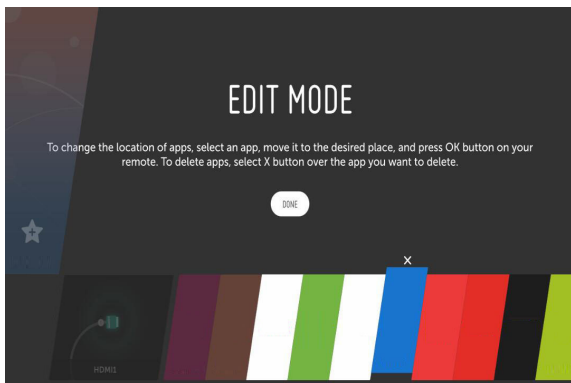 EDIT MODE
To change the location of apps, select an app, move it to the desired place, and press OK button on your
remote. To delete apps, select X button over the app you want to delete.
DONE
X
HDMI1